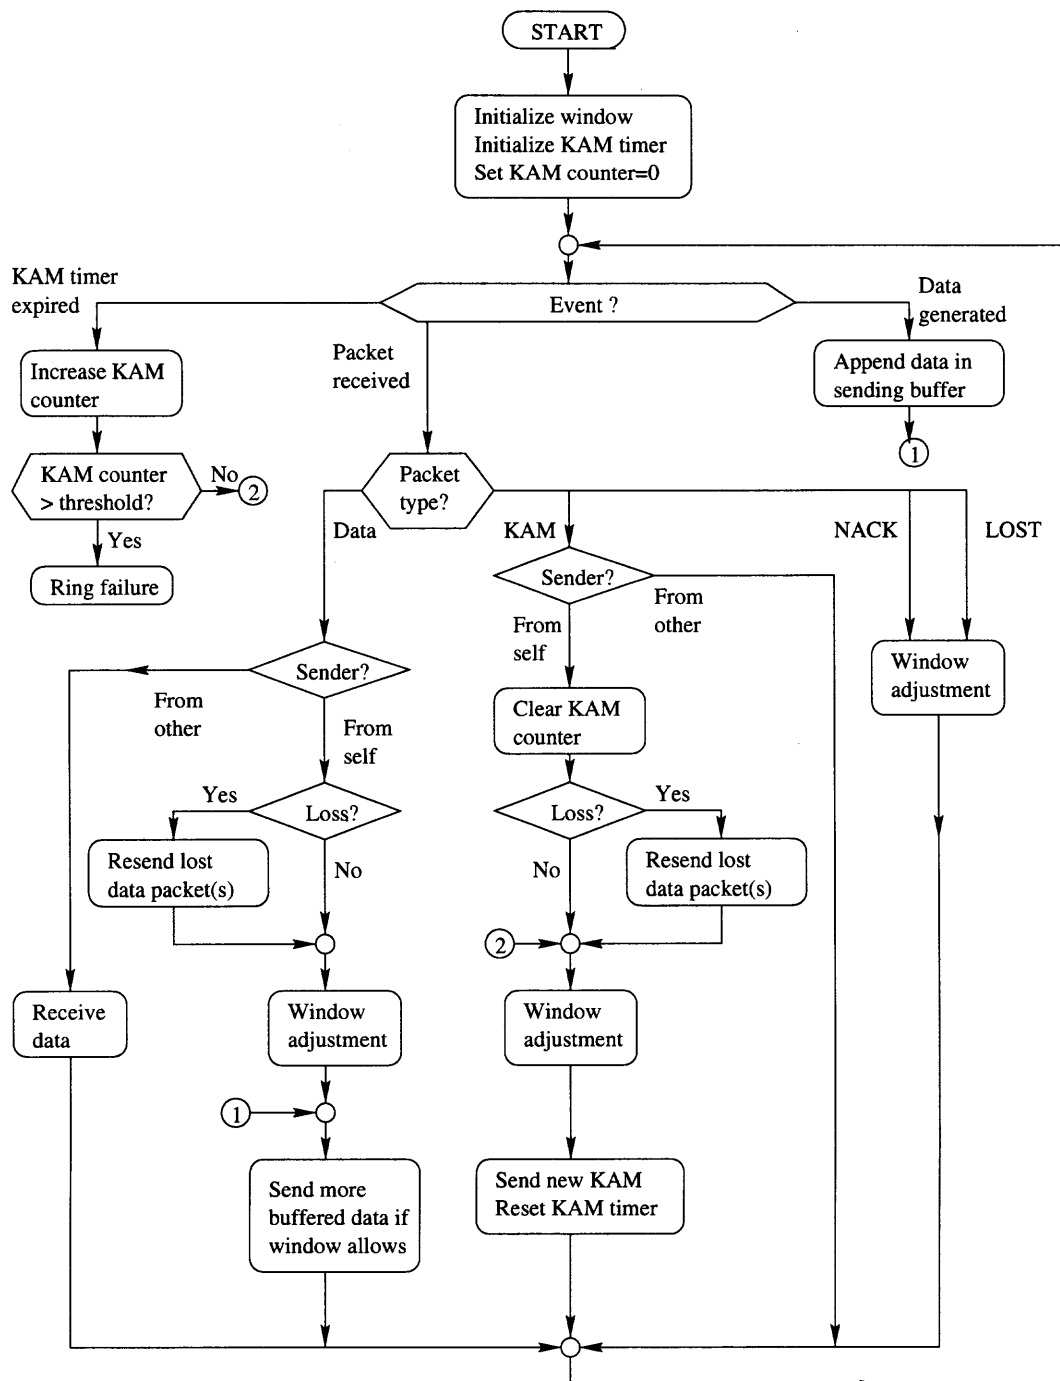 START
Initialize window
Initialize KAM timer
Set KAM counter=0
KAM timer
expired
Event ?
Data
generated
Packet
received
Increase KAM
counter
Append data in
sending buffer
1
KAM counter
> threshold?
No
2
Packet
type?
Yes
Data
KAM
NACK
LOST
Ring failure
Sender?
From
other
From
self
Sender?
From
other
From
self
Window
adjustment
Clear KAM
counter
Yes
Loss?
Loss?
Yes
Resend lost
data packet(s)
No
No
Resend lost
data packet(s)
2
Receive
data
Window
adjustment
Window
adjustment
1
Send more
buffered data if
window allows
Send new KAM
Reset KAM timer